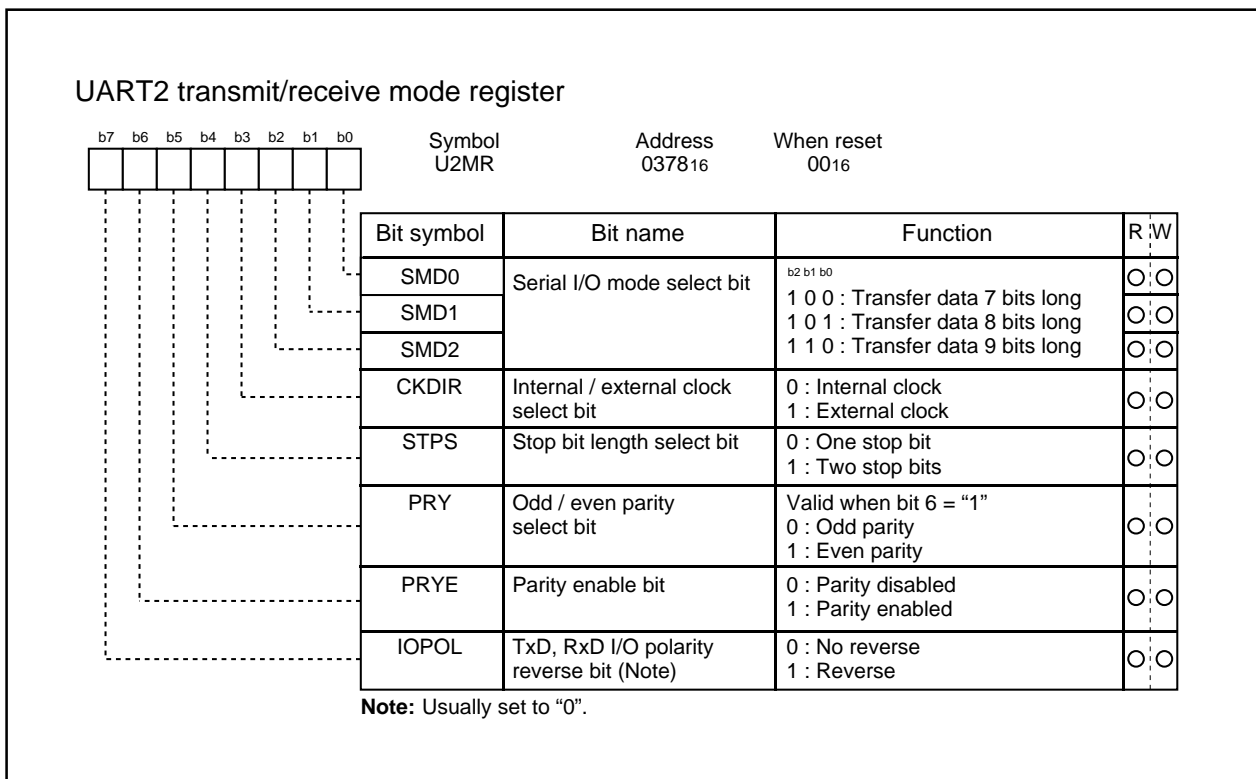 UART2 transmit/receive mode register
b7 b6 b5 b4 b3 b2 b1 b0
Symbol Address When reset
U2MR 037816 0016
Bit symbol Bit name Function R W
SMD0 Serial I/O mode select bit b2 b1 b0
1 0 0 : Transfer data 7 bits long
SMD1 1 0 1 : Transfer data 8 bits long
SMD2 1 1 0 : Transfer data 9 bits long
CKDIR Internal / external clock 0 : Internal clock
select bit 1 : External clock
STPS Stop bit length select bit 0 : One stop bit
1 : Two stop bits
PRY Odd / even parity Valid when bit 6 = “1”
select bit 0 : Odd parity
1 : Even parity
PRYE Parity enable bit 0 : Parity disabled
1 : Parity enabled
IOPOL TxD, RxD I/O polarity 0 : No reverse
reverse bit (Note) 1 : Reverse
Note: Usually set to “0”.